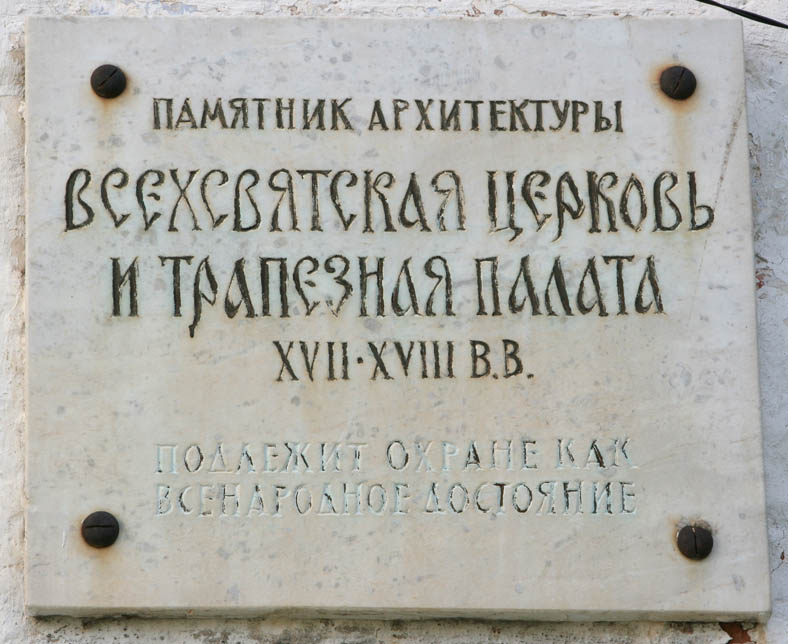 ПАМЯТНИК АРХИТЕКТУРЫ
ВСЕХСВЯТСКАЯ ЦЕРКОВЬ
И ТРАПЕЗНАЯ ПАЛАТА
XVII·XVIII В.В.
ПОДЛЕЖИТ ОХРАНЕ КАК
ВСЕНАРОДНОЕ ДОСТОЯНИЕ